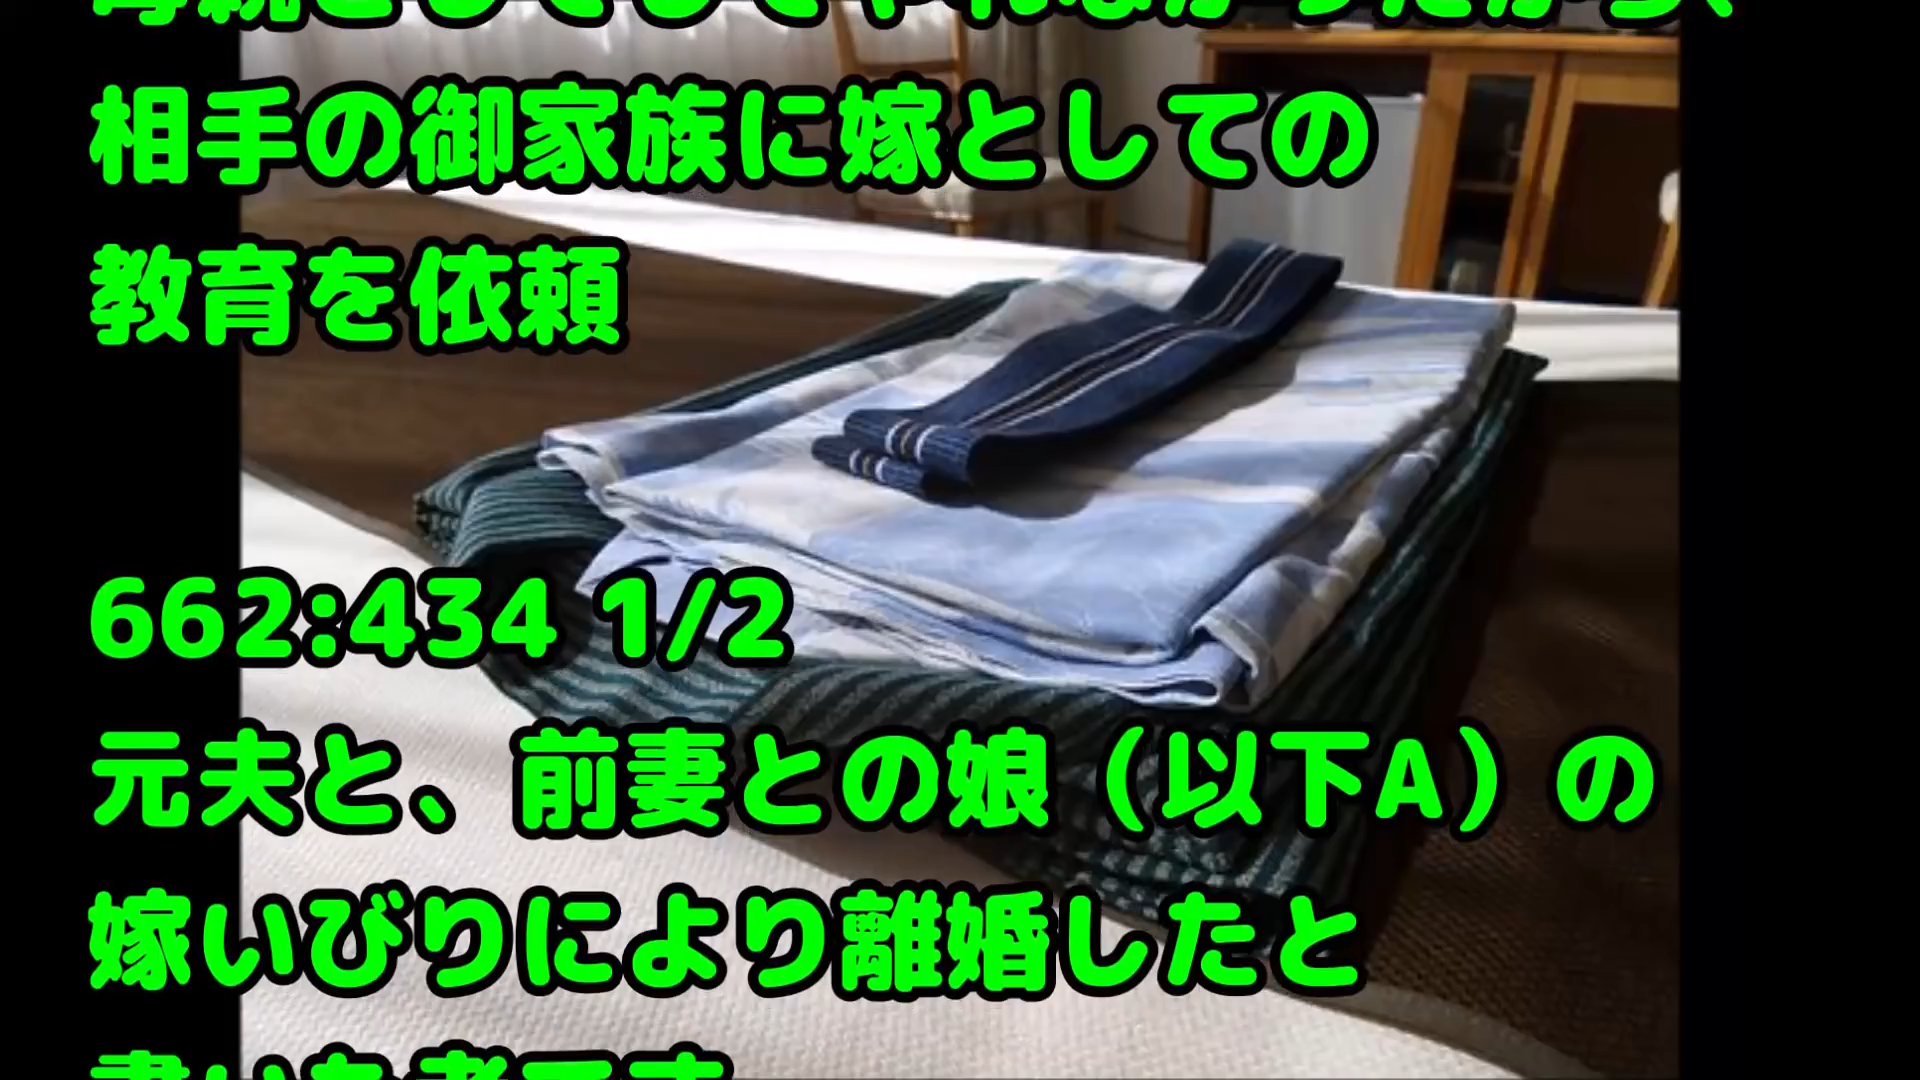 相手の御家族に嫁としての
教育を依頼
662:434 1/2
元夫と、前妻との娘（以下A）の
嫁いびりにより離婚したと